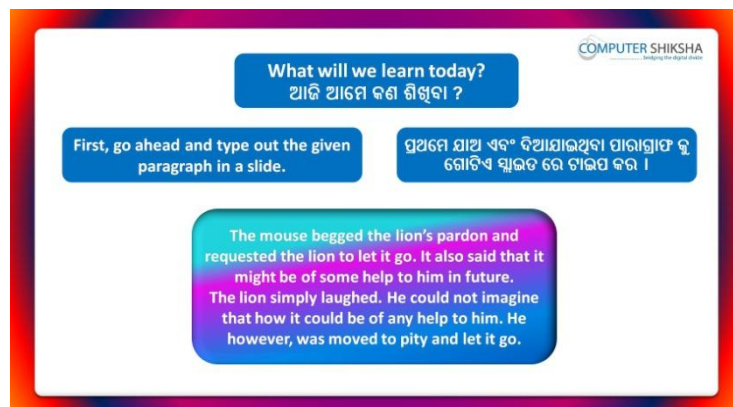 COMPUTER SHIKSHA
bridging the digital divide
What will we learn today?
ଆଜି ଆମେ କଣ ଶିଖିବା ?
First, go ahead and type out the given
paragraph in a slide.
ପ୍ରଥମେ ଯାଅ ଏବଂ ଦିଆଯାଇଥିବା ପାରାଗ୍ରାଫ କୁ
ଗୋଟିଏ ସ୍ଲାଇଡ ରେ ଟାଇପ କର ।
The mouse begged the lion's pardon and
requested the lion to let it go. It also said that it
might be of some help to him in future.
The lion simply laughed. He could not imagine
that how it could be of any help to him. He
however, was moved to pity and let it go.